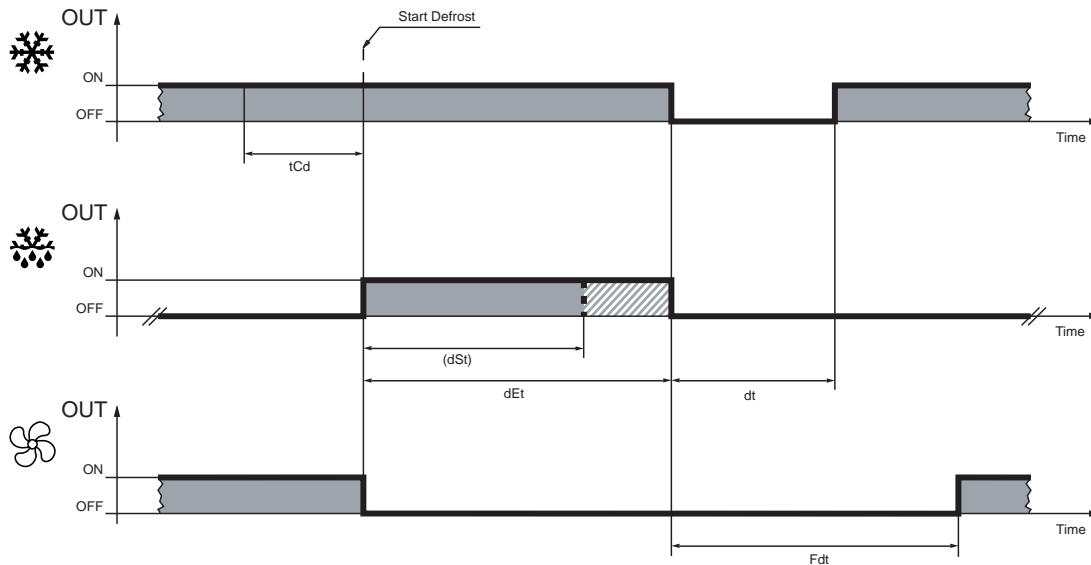 OUT
Start Defrost
ON
OFF
Time
tCd
OUT
ON
OFF
Time
(dSt)
dEt
dt
OUT
ON
OFF
Time
Fdt